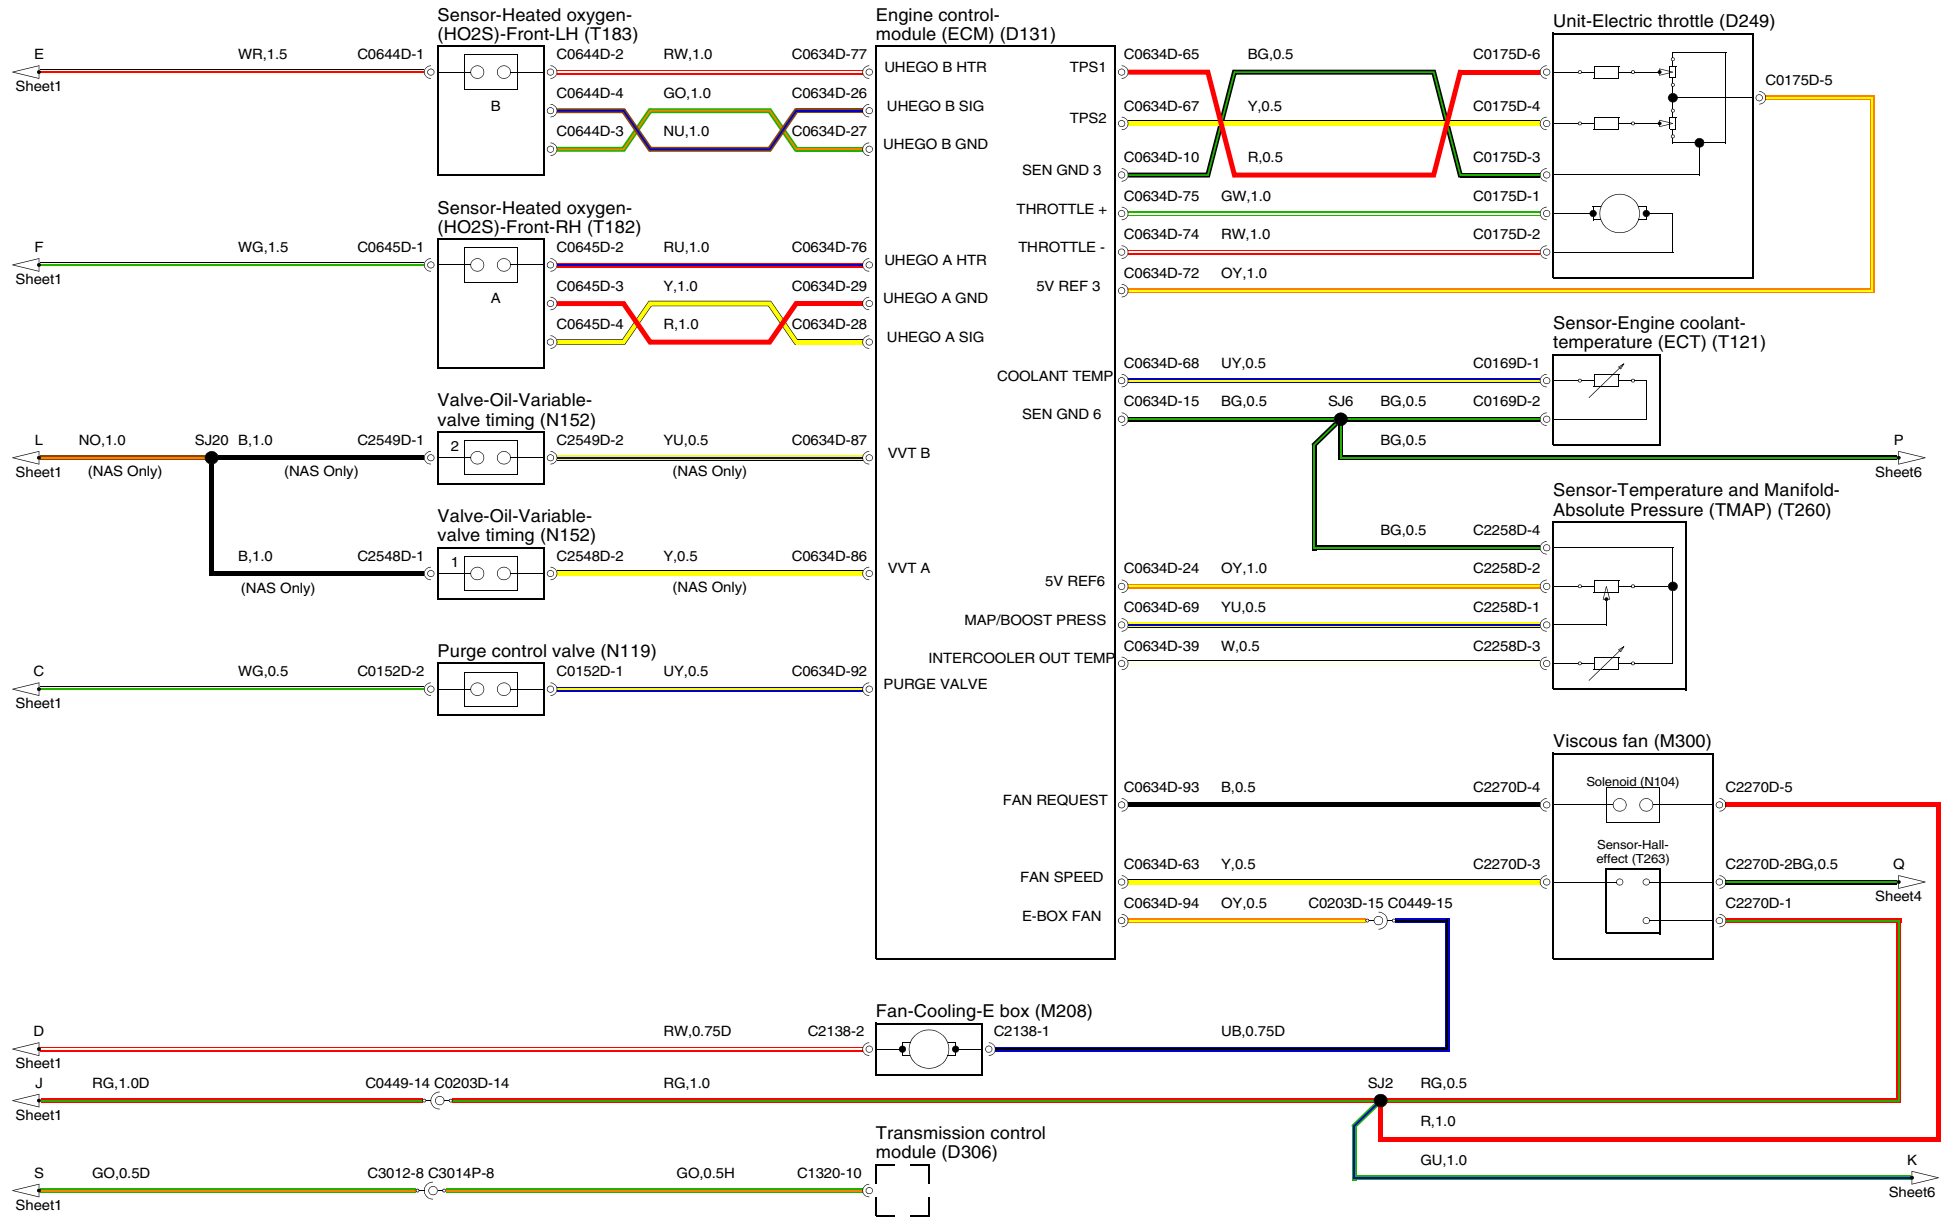 Sensor-Heated oxygen-
(HO2S)-Front-LH (T183)
E
Sheet1
WR,1.5
C0644D-1
C0644D-2
RW,1.0
C0634D-77
C0644D-4
GO,1.0
C0634D-26
C0644D-3
NU,1.0
C0634D-27
B
Sensor-Heated oxygen-
(HO2S)-Front-RH (T182)
F
Sheet1
WG,1.5
C0645D-1
C0645D-2
RU,1.0
C0634D-76
C0645D-3
Y,1.0
C0634D-29
C0645D-4
R,1.0
C0634D-28
A
Valve-Oil-Variable-
valve timing (N152)
L
Sheet1
NO,1.0
(NAS Only)
SJ20
B,1.0
(NAS Only)
C2549D-1
2
C2549D-2
YU,0.5
(NAS Only)
C0634D-87
Valve-Oil-Variable-
valve timing (N152)
B,1.0
(NAS Only)
C2548D-1
1
C2548D-2
Y,0.5
(NAS Only)
C0634D-86
Purge control valve (N119)
C
Sheet1
WG,0.5
C0152D-2
C0152D-1
UY,0.5
C0634D-92
Engine control-
module (ECM) (D131)
UHEGO B HTR
UHEGO B SIG
UHEGO B GND
UHEGO A HTR
UHEGO A GND
UHEGO A SIG
VVT B
VVT A
PURGE VALVE
TPS1
TPS2
SEN GND 3
THROTTLE +
THROTTLE -
5V REF 3
COOLANT TEMP
SEN GND 6
5V REF6
MAP/BOOST PRESS
INTERCOOLER OUT TEMP
FAN REQUEST
FAN SPEED
E-BOX FAN
Unit-Electric throttle (D249)
C0634D-65
BG,0.5
C0175D-6
C0175D-5
C0634D-67
Y,0.5
C0175D-4
C0634D-10
R,0.5
C0175D-3
C0634D-75
GW,1.0
C0175D-1
C0634D-74
RW,1.0
C0175D-2
C0634D-72
OY,1.0
Sensor-Engine coolant-
temperature (ECT) (T121)
C0634D-68
UY,0.5
C0169D-1
C0634D-15
BG,0.5
SJ6
BG,0.5
C0169D-2
BG,0.5
P
Sheet6
Sensor-Temperature and Manifold-
Absolute Pressure (TMAP) (T260)
BG,0.5
C2258D-4
C0634D-24
OY,1.0
C2258D-2
C0634D-69
YU,0.5
C2258D-1
C0634D-39
W,0.5
C2258D-3
Viscous fan (M300)
C0634D-93
B,0.5
C2270D-4
Solenoid (N104)
C2270D-5
Sensor-Hall-
effect (T263)
C0634D-63
Y,0.5
C2270D-3
C2270D-2BG,0.5
Q
Sheet4
C0634D-94
OY,0.5
C0203D-15 C0449-15
C2270D-1
Fan-Cooling-E box (M208)
D
Sheet1
RW,0.75D
C2138-2
C2138-1
UB,0.75D
J
Sheet1
RG,1.0D
C0449-14 C0203D-14
RG,1.0
SJ2
RG,0.5
R,1.0
GU,1.0
K
Sheet6
Transmission control
module (D306)
S
Sheet1
GO,0.5D
C3012-8 C3014P-8
GO,0.5H
C1320-10